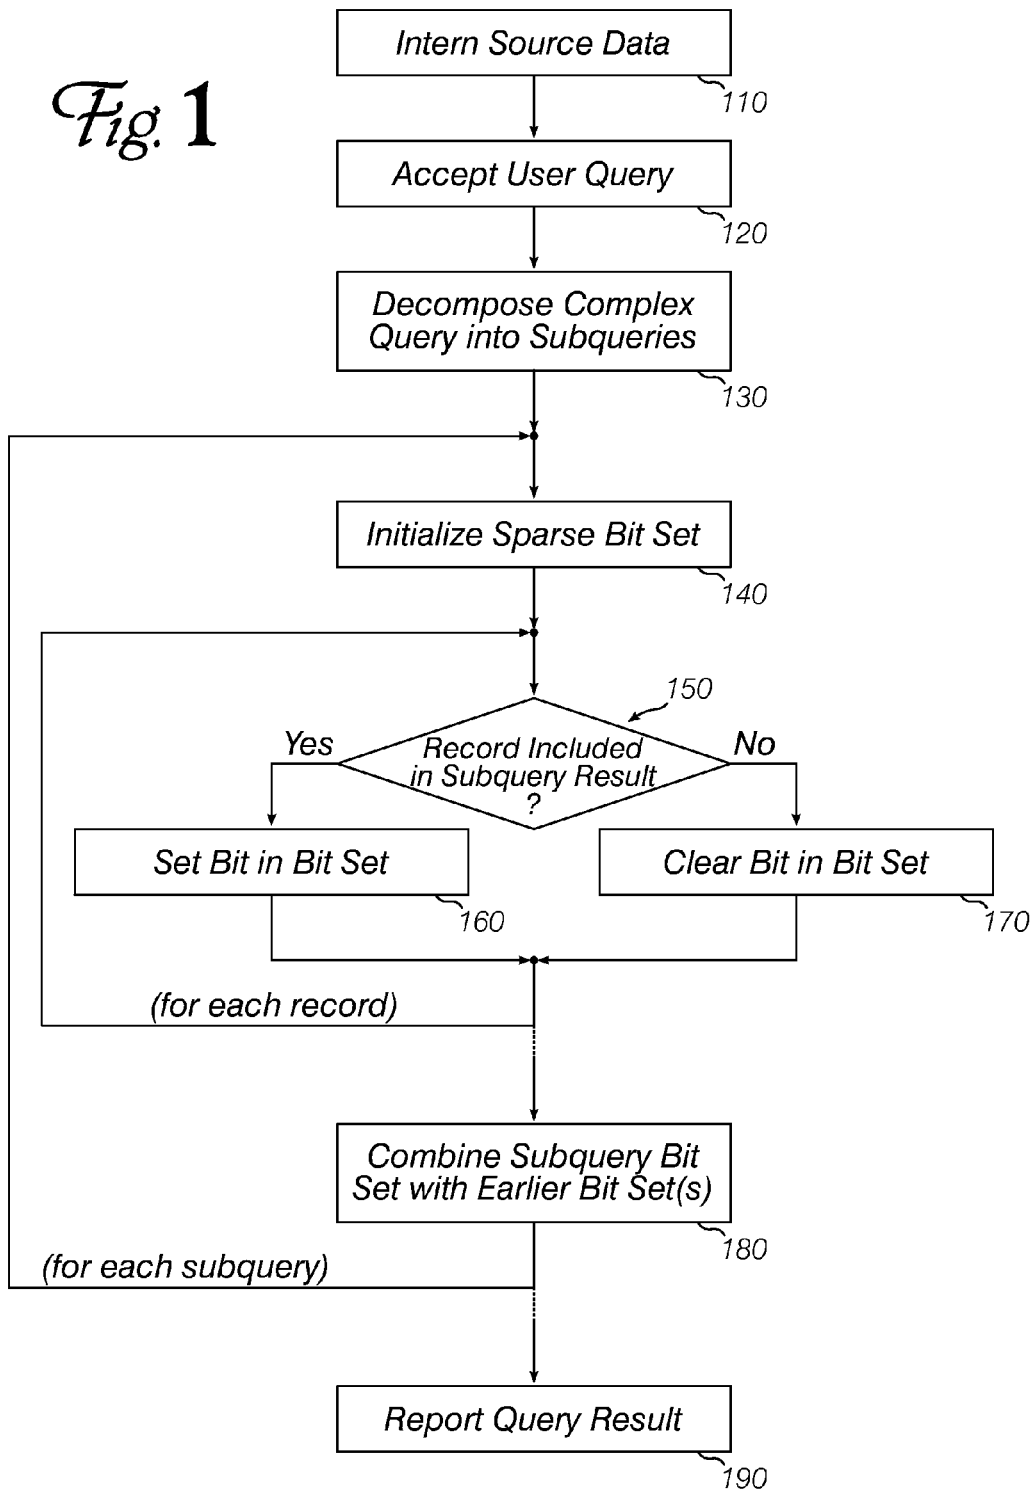 Fig. 1
Intern Source Data
110
Accept User Query
120
Decompose Complex
Query into Subqueries
130
Initialize Sparse Bit Set
140
150
Yes
Record Included
in Subquery Result
?
No
Set Bit in Bit Set
160
Clear Bit in Bit Set
170
(for each record)
Combine Subquery Bit
Set with Earlier Bit Set(s)
180
(for each subquery)
Report Query Result
190